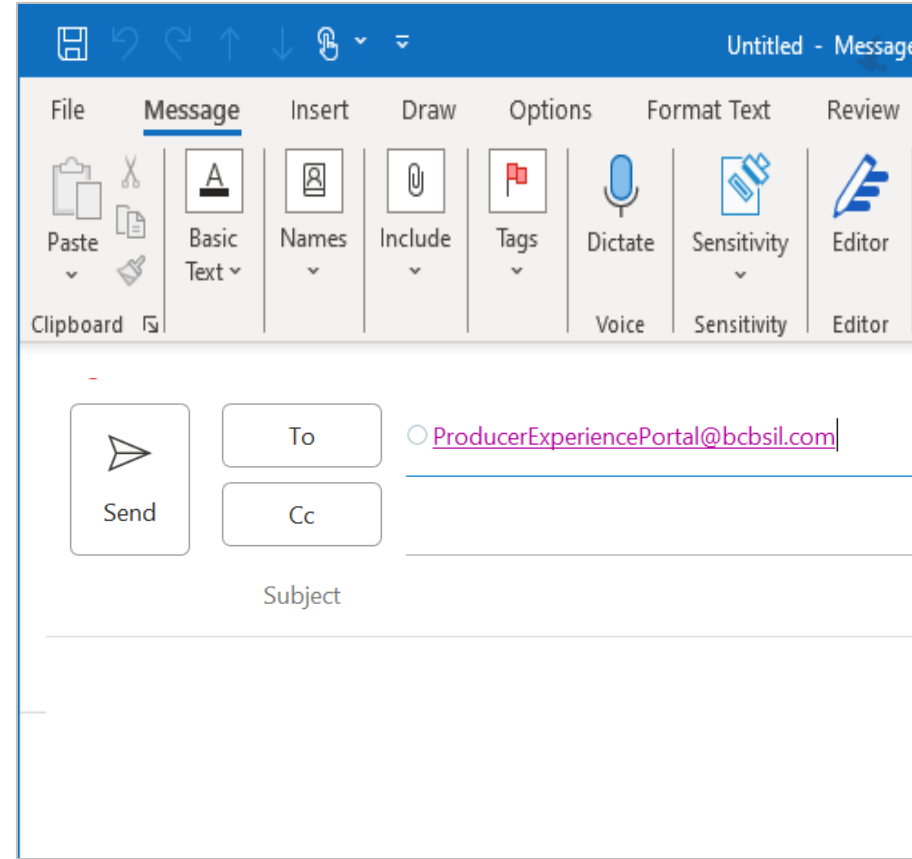 Untitled - Message
File Message Insert Draw Options Format Text Review
Paste Basic Text Names Include Tags Dictate Sensitivity Editor
Clipboard Voice Sensitivity Editor
To ProducerExperiencePortal@bcbsil.com
Send Cc
Subject